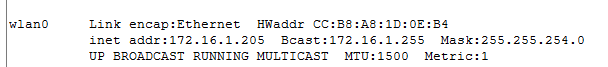 wlan0 Link encap:Ethernet HWaddr CC:B8:A8:1D:0E:B4
inet addr:172.16.1.205 Bcast:172.16.1.255 Mask:255.255.254.0
UP BROADCAST RUNNING MULTICAST MTU:1500 Metric:1